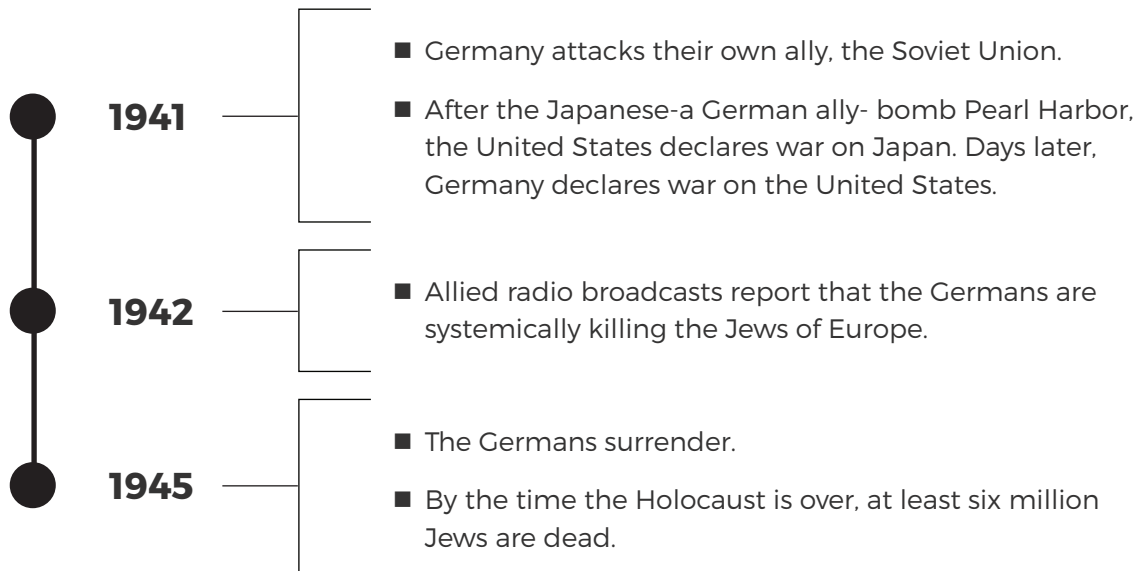 1941
■ Germany attacks their own ally, the Soviet Union.
■ After the Japanese-a German ally- bomb Pearl Harbor,
the United States declares war on Japan. Days later,
Germany declares war on the United States.
1942
■ Allied radio broadcasts report that the Germans are
systemically killing the Jews of Europe.
1945
■ The Germans surrender.
■ By the time the Holocaust is over, at least six million
Jews are dead.